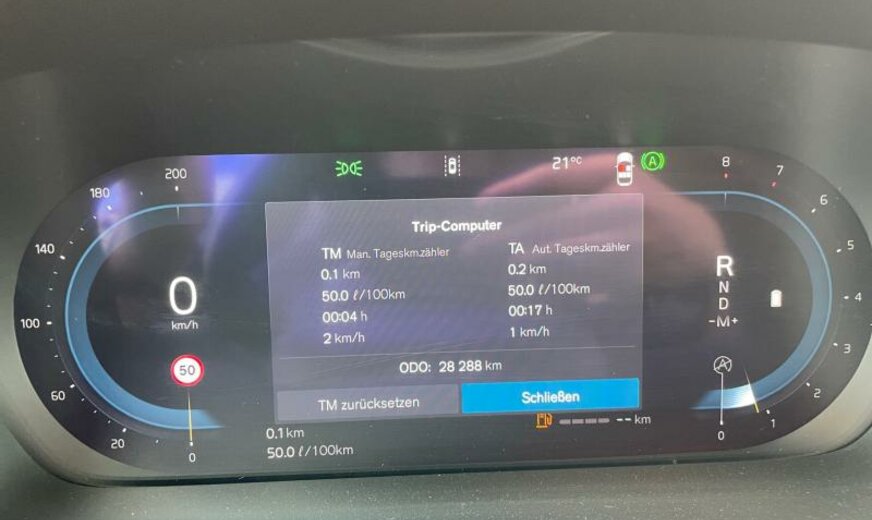 21°C
A
200
180
140
100
60
20
0
0
km/h
50
Trip-Computer
TM Man. Tageskm.zähler
0.1 km
50.0 ℓ/100km
00:04 h
2 km/h
TA Aut. Tageskm.zähler
0.2 km
50.0 ℓ/100km
00:17 h
1 km/h
ODO: 28 288 km
TM zurücksetzen
Schließen
0.1 km
50.0 ℓ/100km
-- km
R
N
D
-M+
8
7
6
5
4
3
2
1
0